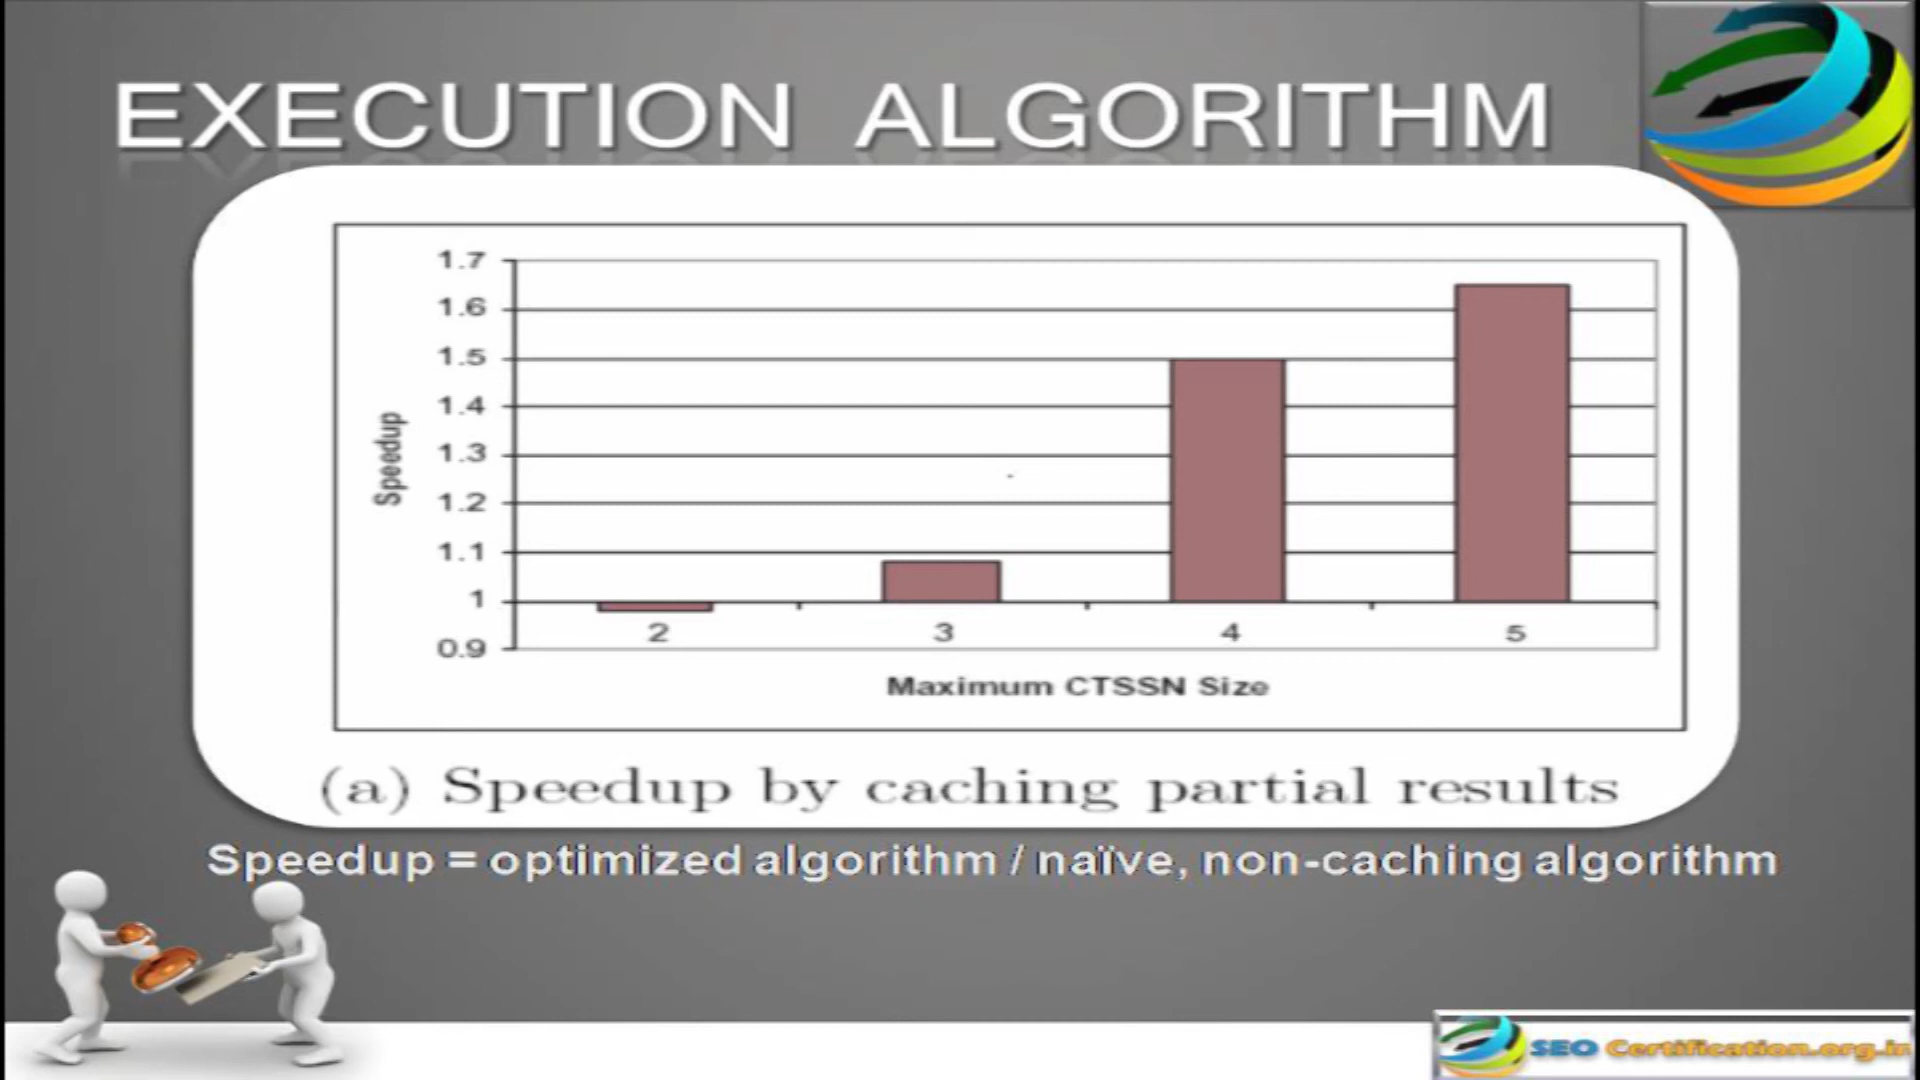 EXECUTION ALGORITHM
1.7
1.6
1.5
1.4
1.3
1.2
1.1
1
0.9
Speedup
2 3 4 5
Maximum CTSSN Size
(a) Speedup by caching partial results
Speedup = optimized algorithm / naïve, non-caching algorithm
SEO Certification.org.in